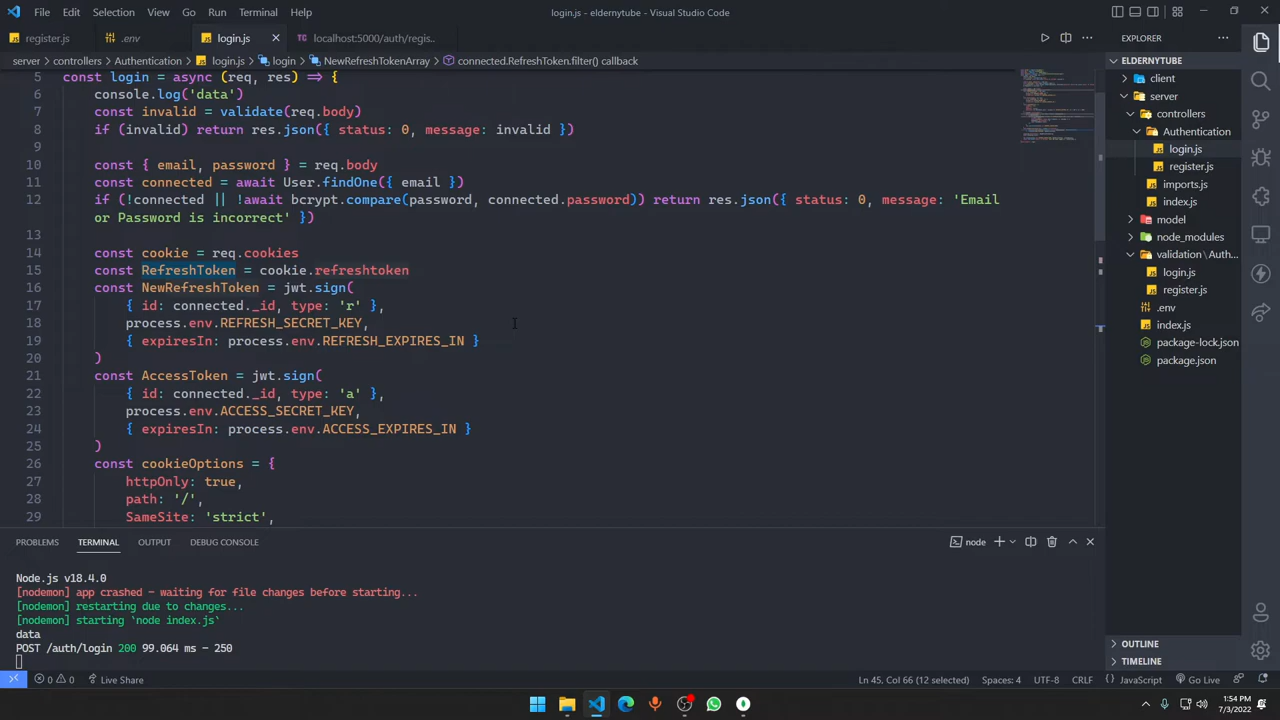 File Edit Selection View Go Run Terminal Help
login.js - eldernytube - Visual Studio Code
register.js .env login.js localhost:5000/auth/regis..
EXPLORER
server > controllers > Authentication > login.js > login > NewRefreshTokenArray > connected.RefreshToken.filter() callback
5 const login = async (req, res) => {
6 console.log('data')
7 const invalid = validate(req.body)
8 if (invalid) return res.json({ status: 0, message: invalid })
9
10 const { email, password } = req.body
11 const connected = await User.findOne({ email })
12 if (!connected || !await bcrypt.compare(password, connected.password)) return res.json({ status: 0, message: 'Email
or Password is incorrect' })
13
14 const cookie = req.cookies
15 const RefreshToken = cookie.refreshtoken
16 const NewRefreshToken = jwt.sign(
17 { id: connected._id, type: 'r' },
18 process.env.REFRESH_SECRET_KEY,
19 { expiresIn: process.env.REFRESH_EXPIRES_IN }
20 )
21 const AccessToken = jwt.sign(
22 { id: connected._id, type: 'a' },
23 process.env.ACCESS_SECRET_KEY,
24 { expiresIn: process.env.ACCESS_EXPIRES_IN }
25 )
26 const cookieOptions = {
27 httpOnly: true,
28 path: '/',
29 SameSite: 'strict',
ELDERNYTUBE
client
server
controllers
Authentication
login.js
register.js
imports.js
index.js
model
node_modules
validation\Auth...
login.js
register.js
.env
index.js
package-lock.json
package.json
OUTLINE
TIMELINE
PROBLEMS TERMINAL OUTPUT DEBUG CONSOLE
node
Node.js v18.4.0
[nodemon] app crashed - waiting for file changes before starting...
[nodemon] restarting due to changes...
[nodemon] starting `node index.js`
data
POST /auth/login 200 99.064 ms - 250
0 0 Live Share
Ln 45, Col 66 (12 selected) Spaces: 4 UTF-8 CRLF JavaScript Go Live
1:54 PM
7/3/2022